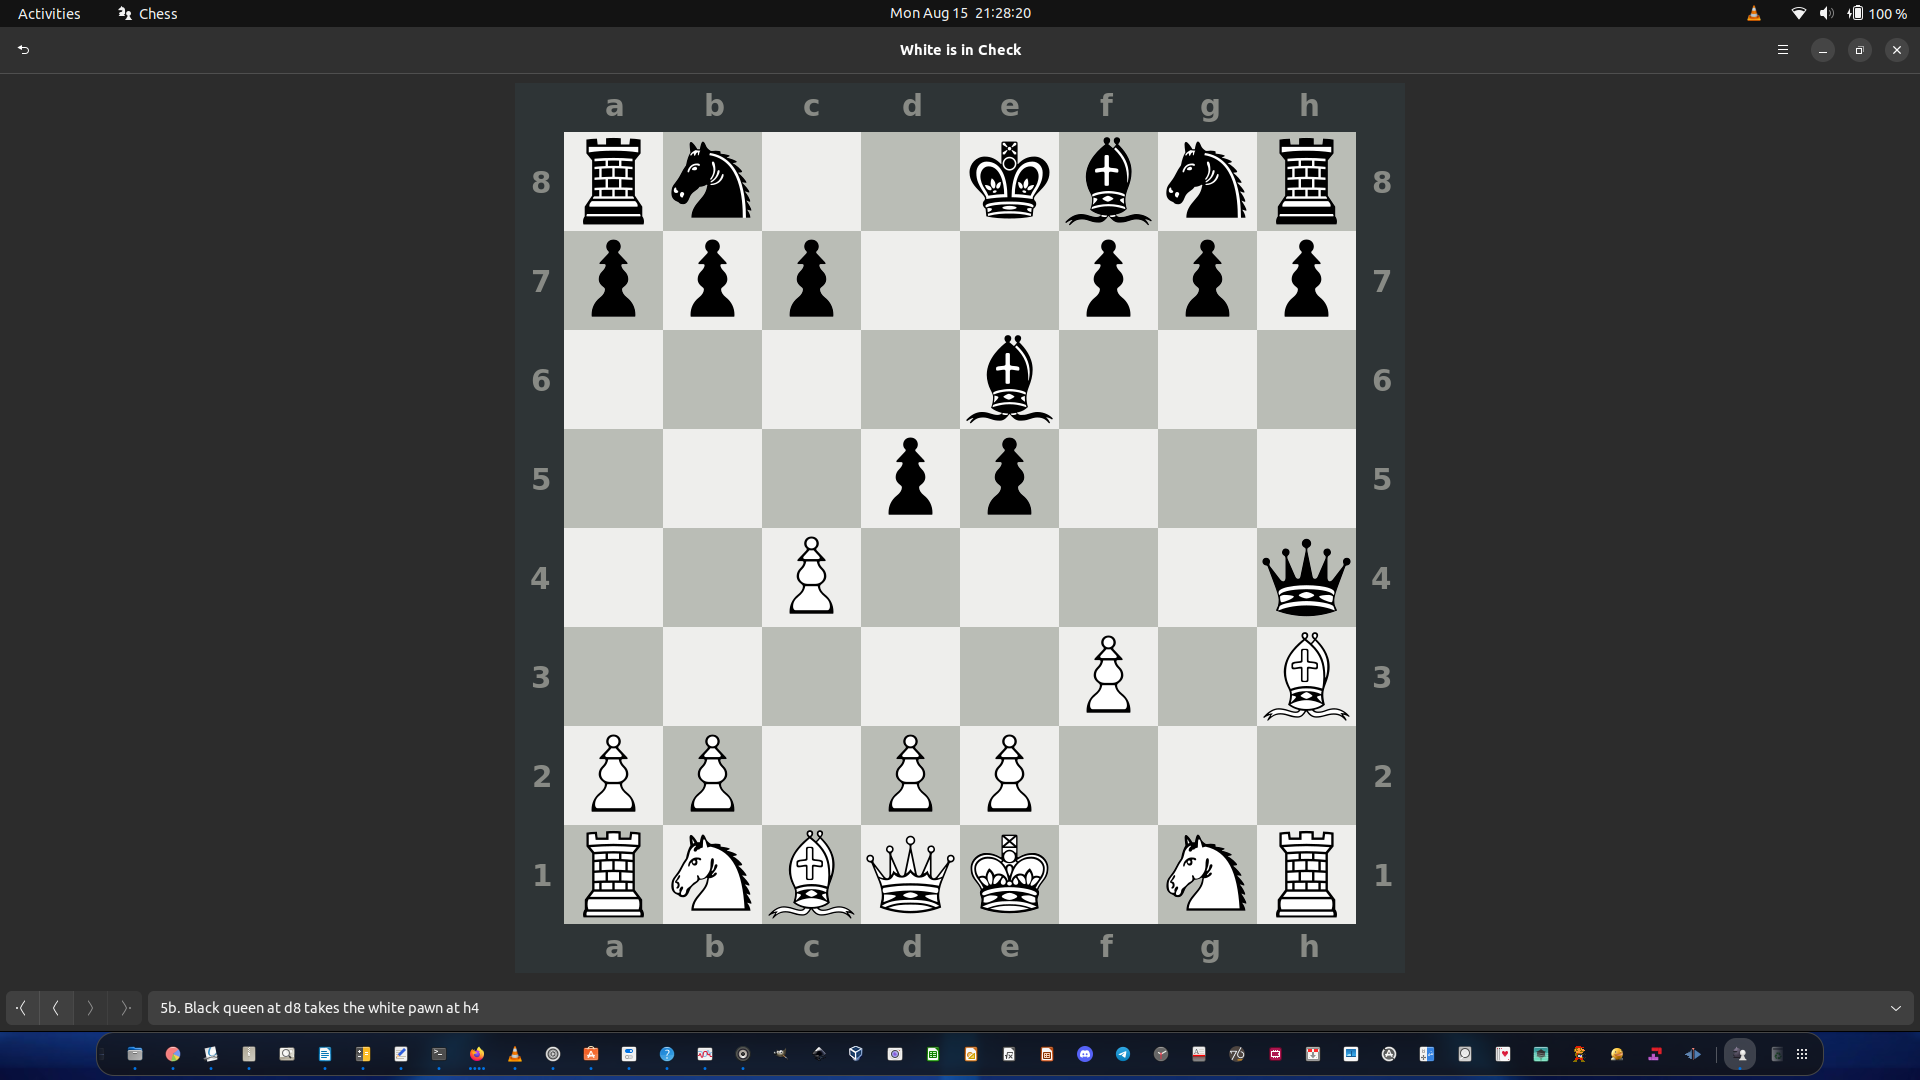 Activities
Chess
Mon Aug 15 21:28:20
100 %
White is in Check
a b c d e f g h
8 8
7 7
6 6
5 5
4 4
3 3
2 2
1 1
a b c d e f g h
5b. Black queen at d8 takes the white pawn at h4